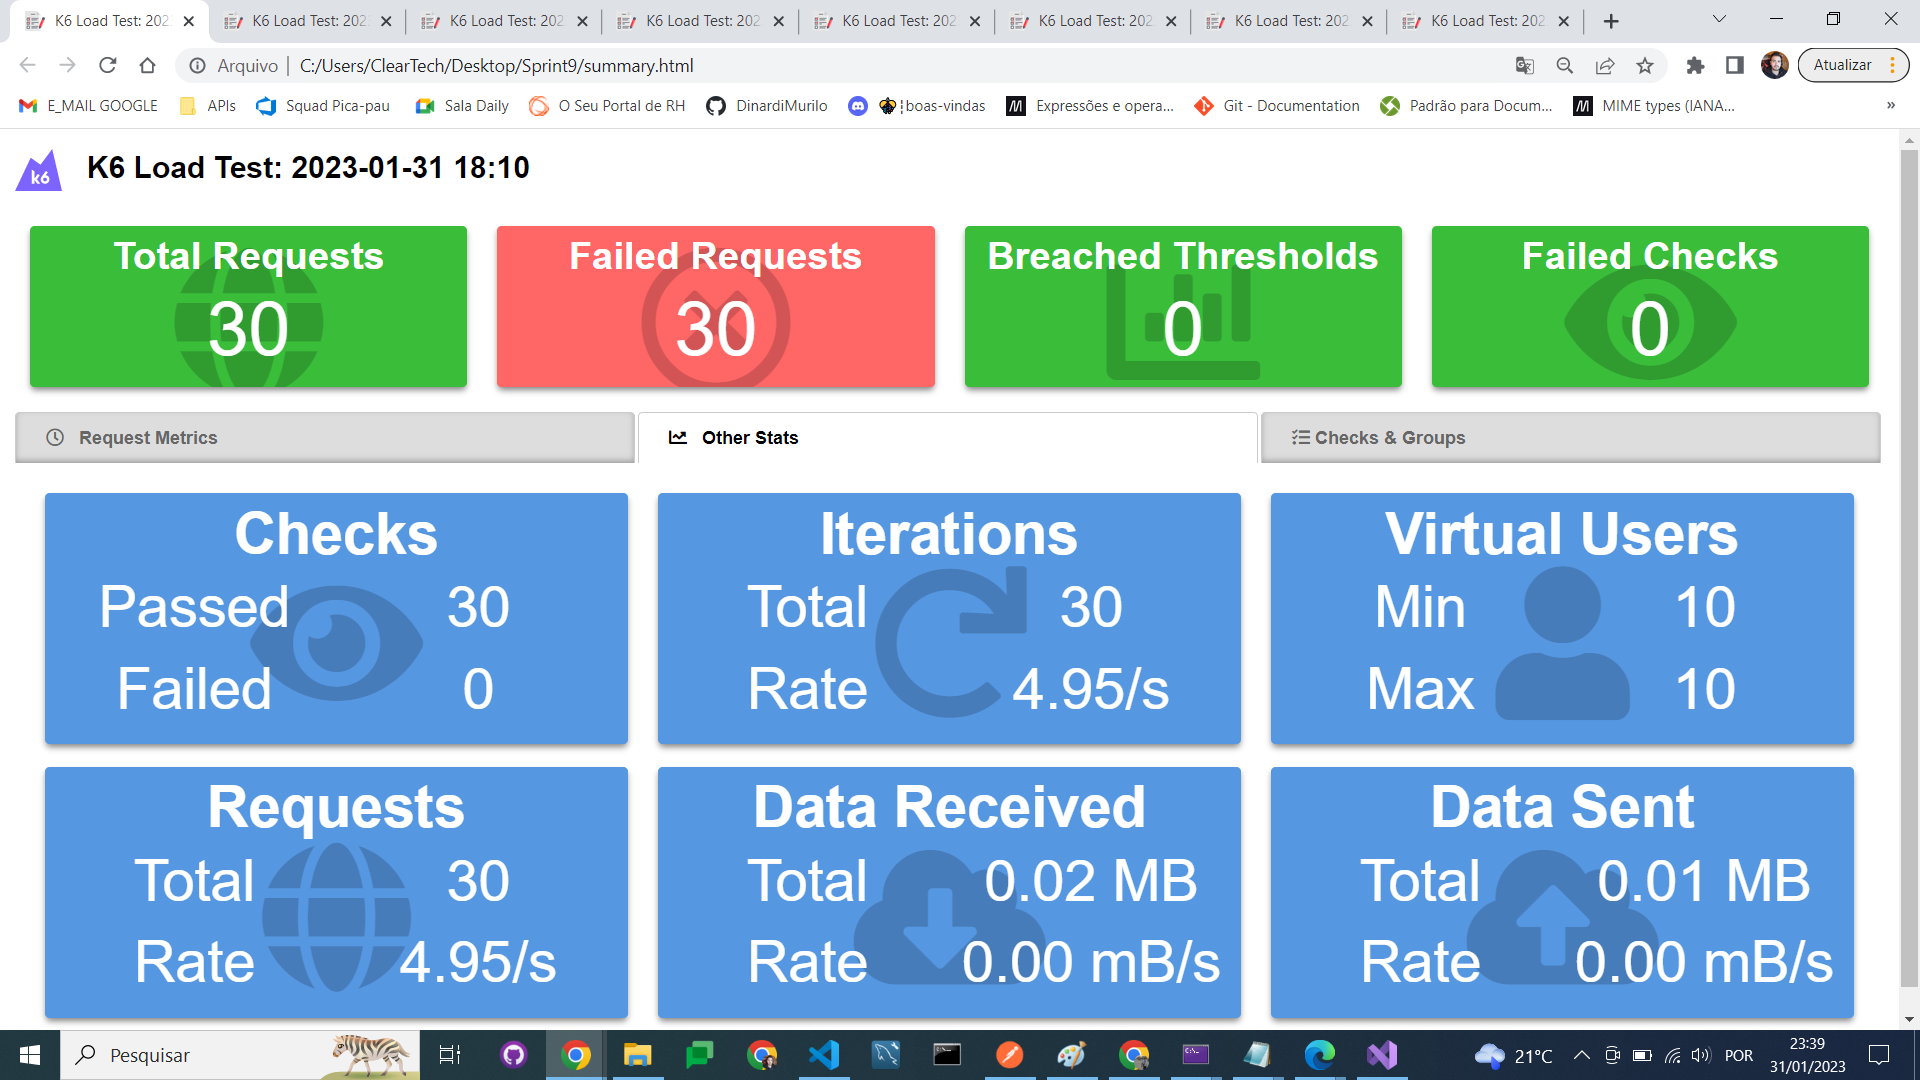 K6 Load Test: 202
K6 Load Test: 202
K6 Load Test: 202
K6 Load Test: 202
K6 Load Test: 202
K6 Load Test: 202
K6 Load Test: 202
K6 Load Test: 202
Arquivo
C:/Users/ClearTech/Desktop/Sprint9/summary.html
Atualizar
E_MAIL GOOGLE
APIs
Squad Pica-pau
Sala Daily
O Seu Portal de RH
DinardiMurilo
¦boas-vindas
Expressões e opera...
Git - Documentation
Padrão para Docum...
MIME types (IANA...
»
k6
K6 Load Test: 2023-01-31 18:10
Total Requests
30
Failed Requests
30
Breached Thresholds
0
Failed Checks
0
Request Metrics
Other Stats
Checks & Groups
Checks
Passed 30
Failed 0
Iterations
Total 30
Rate 4.95/s
Virtual Users
Min 10
Max 10
Requests
Total 30
Rate 4.95/s
Data Received
Total 0.02 MB
Rate 0.00 mB/s
Data Sent
Total 0.01 MB
Rate 0.00 mB/s
Pesquisar
21°C
POR
23:39
31/01/2023